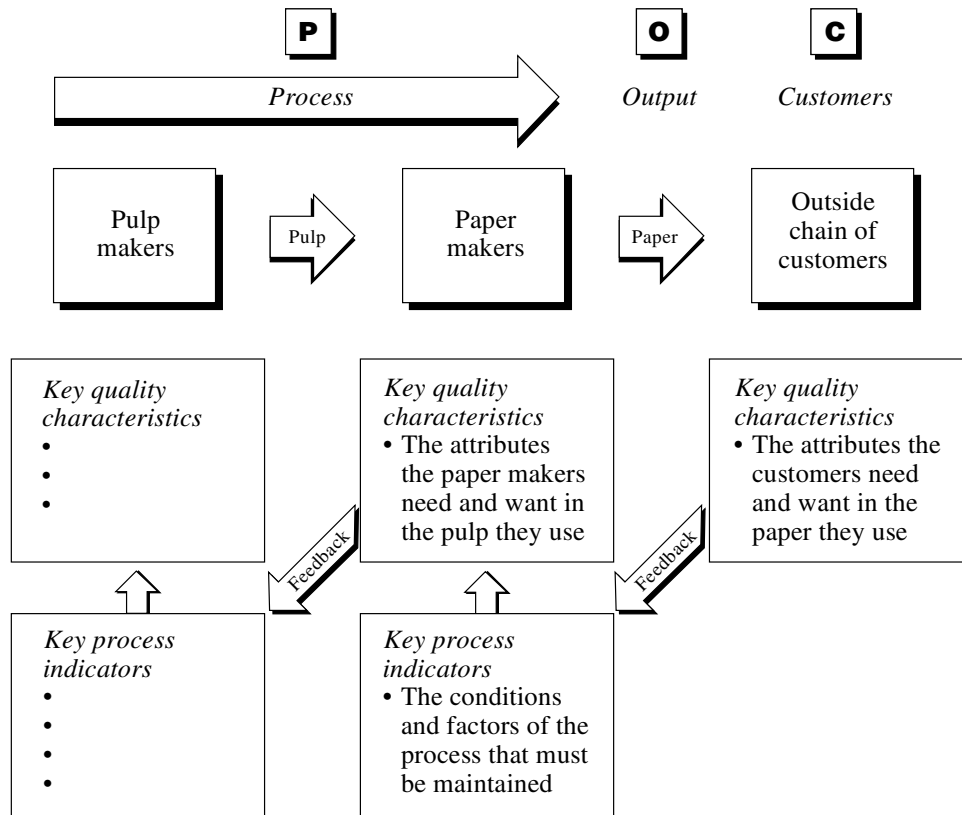 P
O
C
Process
Output
Customers
Pulp
makers
Pulp
Paper
makers
Paper
Outside
chain of
customers
Key quality
characteristics
•
•
•
Key quality
characteristics
• The attributes
the paper makers
need and want in
the pulp they use
Key quality
characteristics
• The attributes the
customers need
and want in the
paper they use
Feedback
Feedback
Key process
indicators
•
•
•
•
Key process
indicators
• The conditions
and factors of the
process that must
be maintained